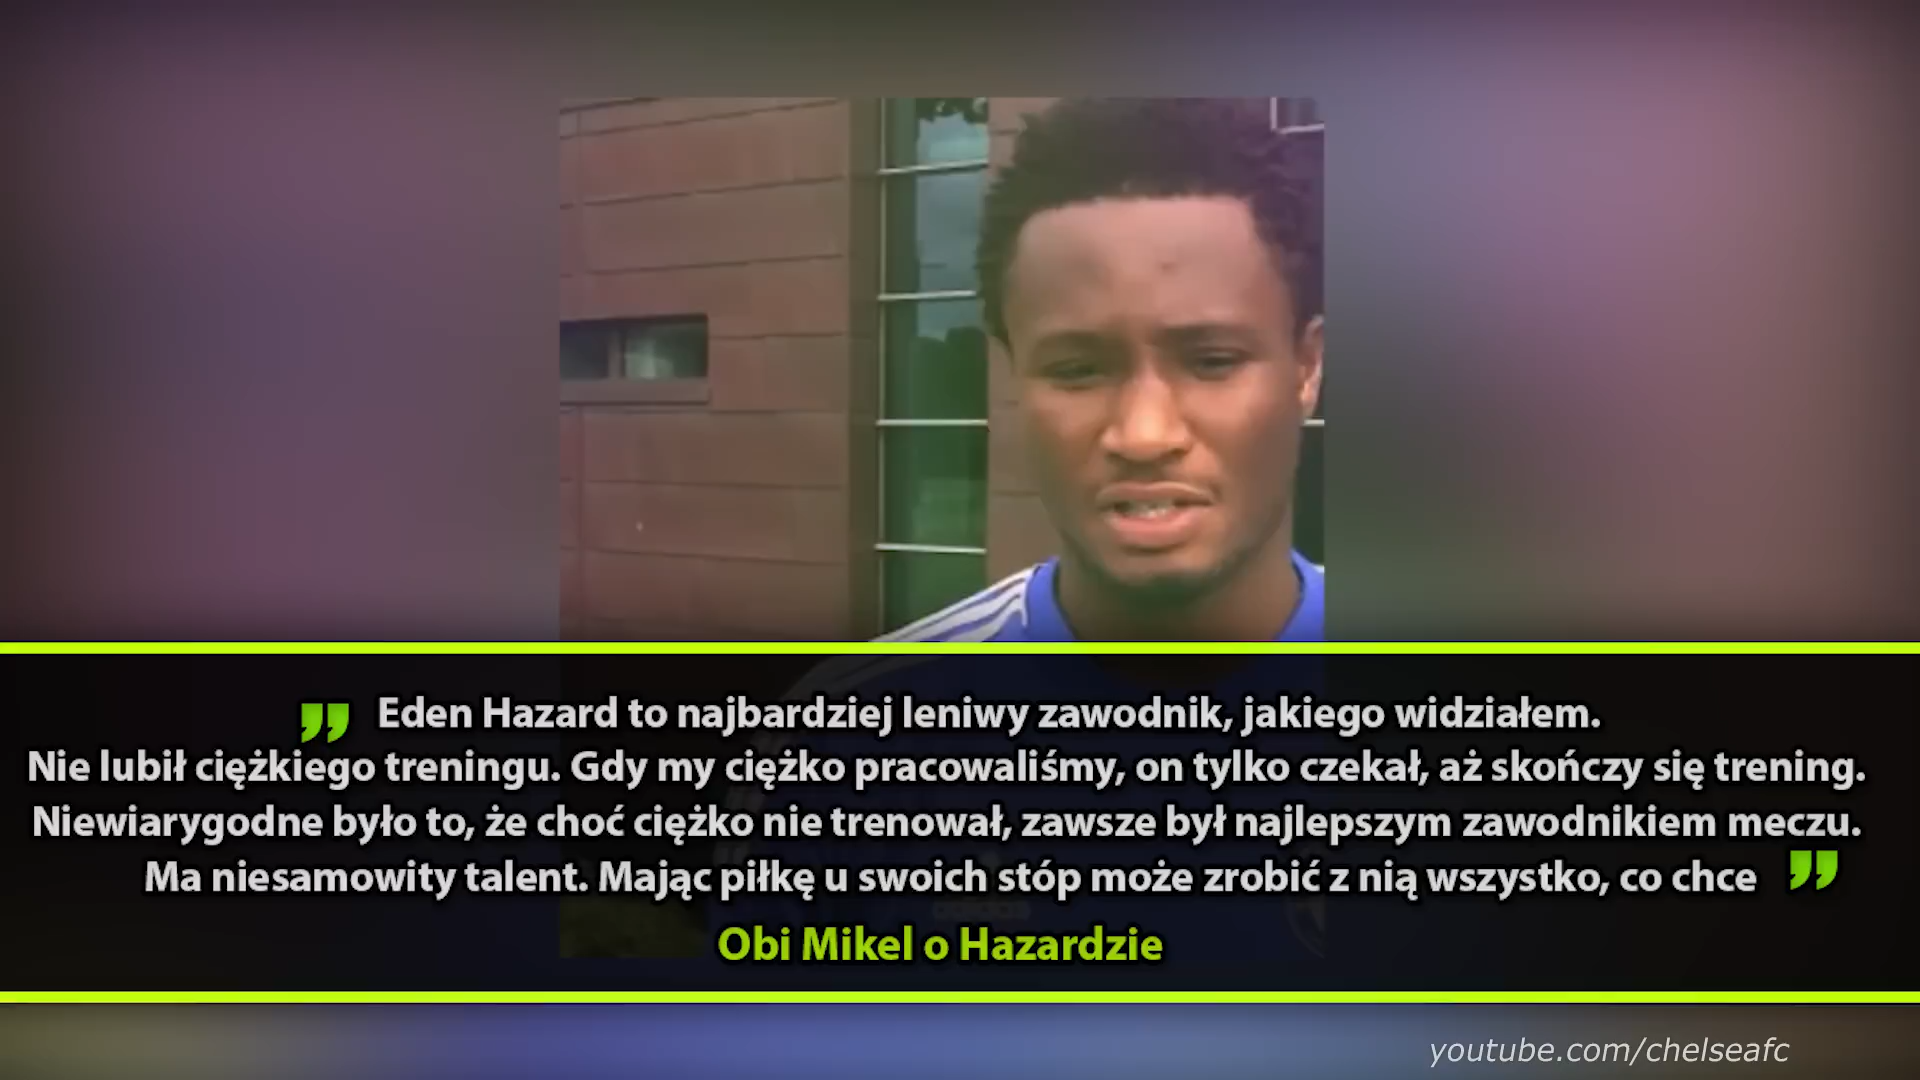 ” Eden Hazard to najbardziej leniwy zawodnik, jakiego widziałem.
Nie lubił ciężkiego treningu. Gdy my ciężko pracowaliśmy, on tylko czekał, aż skończy się trening.
Niewiarygodne było to, że choć ciężko nie trenował, zawsze był najlepszym zawodnikiem meczu.
Ma niesamowity talent. Mając piłkę u swoich stóp może zrobić z nią wszystko, co chce ”
adidas
Obi Mikel o Hazardzie
youtube.com/chelseafc